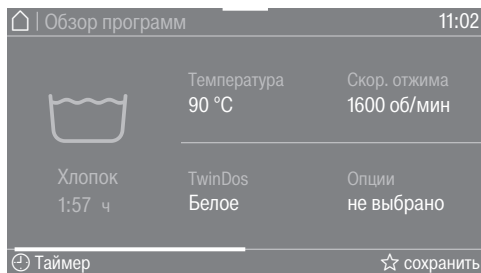 Обзор программ 11:02
Температура Скор. отжима
90 °C 1600 об/мин
Хлопок TwinDos Опции
1:57 ч Белое не выбрано
Таймер сохранить